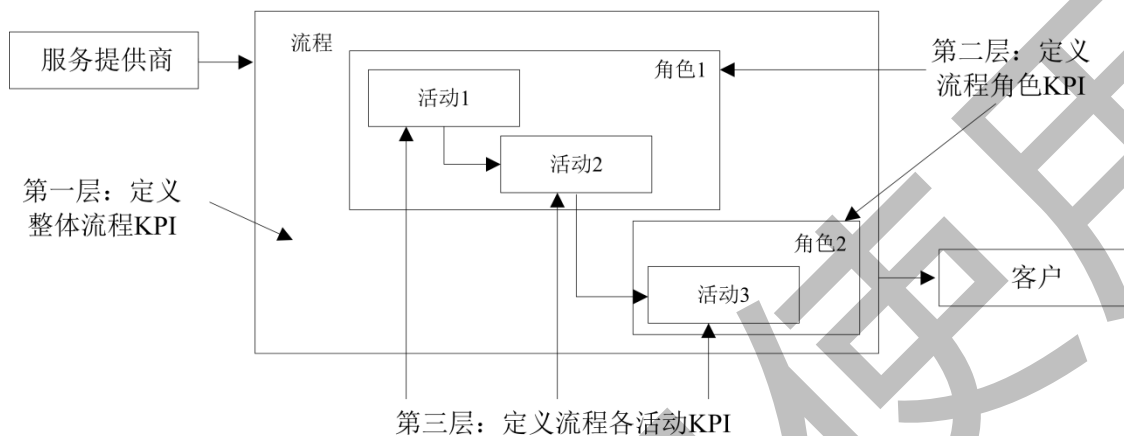 服务提供商
流程
角色1
活动1
活动2
第二层：定义
流程角色KPI
第一层：定义
整体流程KPI
角色2
活动3
客户
第三层：定义流程各活动KPI
使用